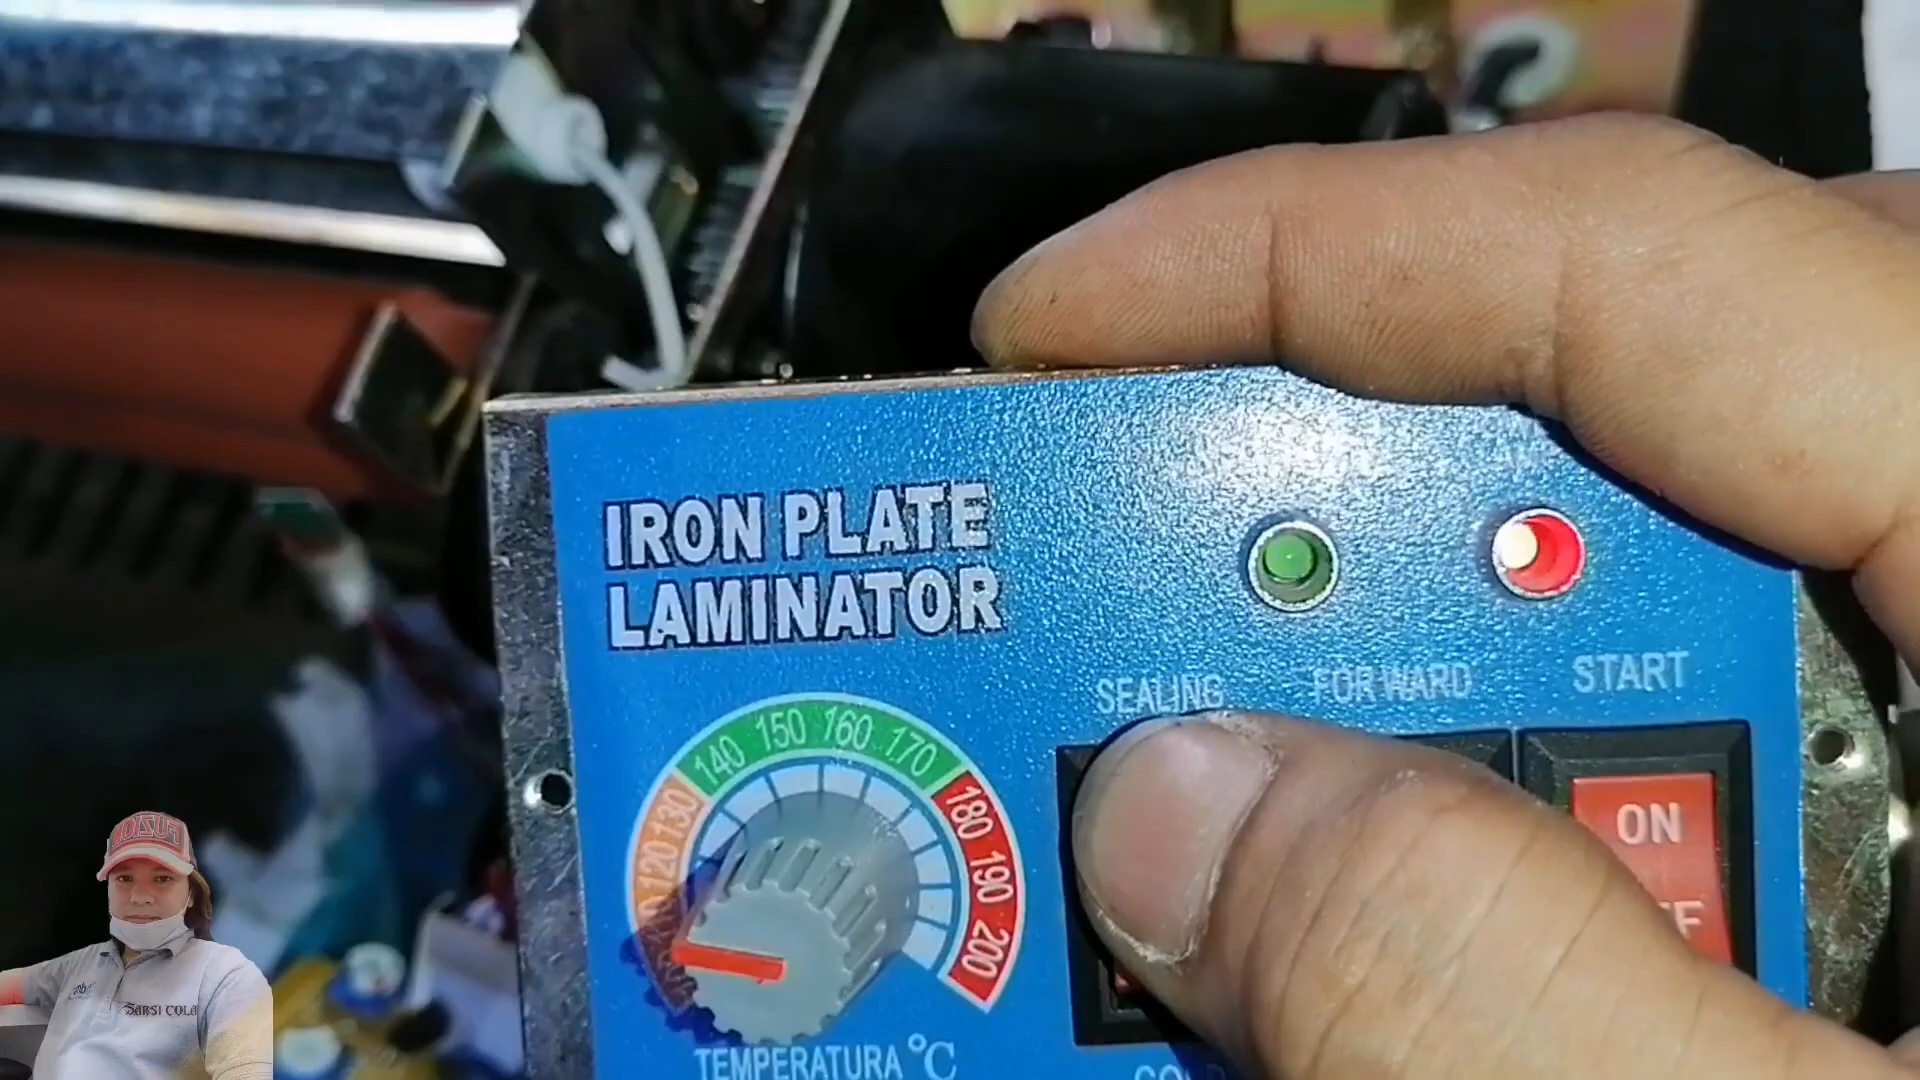 IRON PLATE
LAMINATOR
SEALING
FORWARD
START
120 130 140 150 160 170 180 190 200
ON
TEMPERATURA °C
SARSI COLA